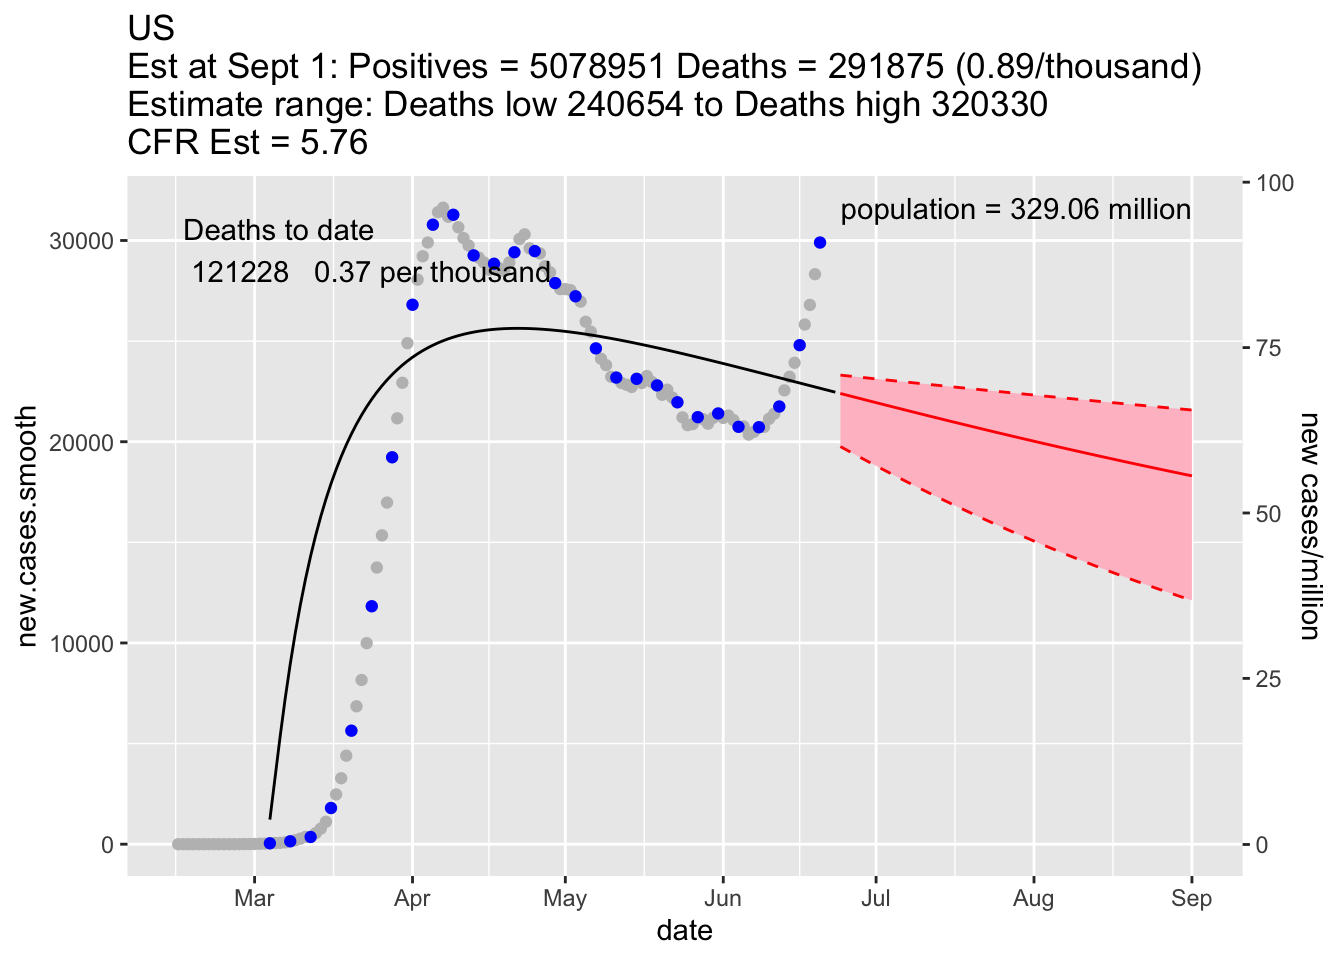 US
Est at Sept 1: Positives = 5078951 Deaths = 291875 (0.89/thousand)
Estimate range: Deaths low 240654 to Deaths high 320330
CFR Est = 5.76
Deaths to date
121228 0.37 per thousand
population = 329.06 million
new.cases.smooth
30000
20000
10000
0
100
75
50
25
0
new cases/million
Mar Apr May Jun Jul Aug Sep
date